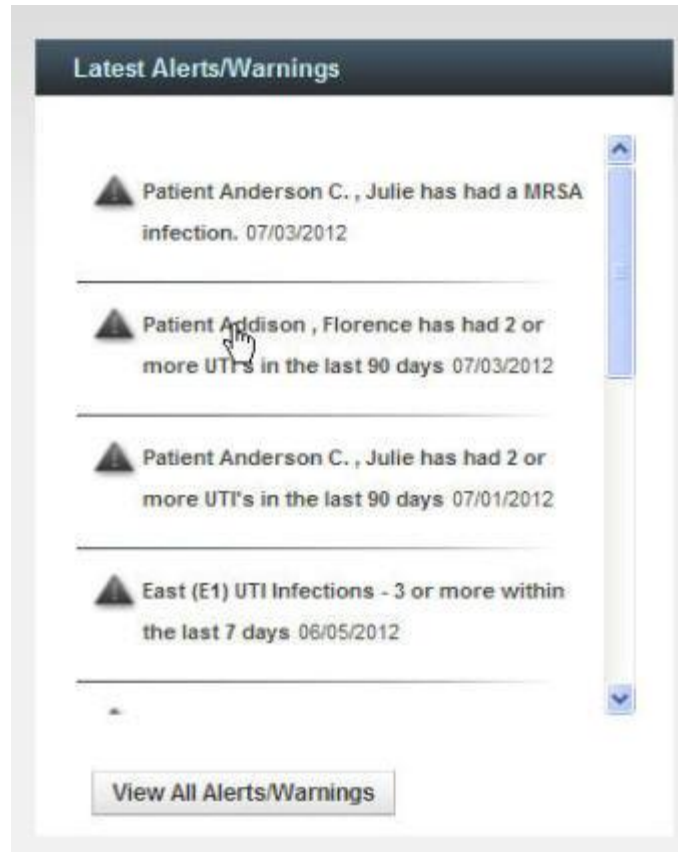 Latest Alerts/Warnings
Patient Anderson C. , Julie has had a MRSA
infection. 07/03/2012
Patient Addison , Florence has had 2 or
more UTI's in the last 90 days 07/03/2012
Patient Anderson C. , Julie has had 2 or
more UTI's in the last 90 days 07/01/2012
East (E1) UTI Infections - 3 or more within
the last 7 days 06/05/2012
View All Alerts/Warnings